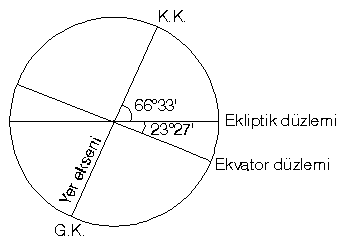 K.K.
66°33'
Ekliptik düzlemi
23°27'
Yer ekseni
Ekvator düzlemi
G.K.